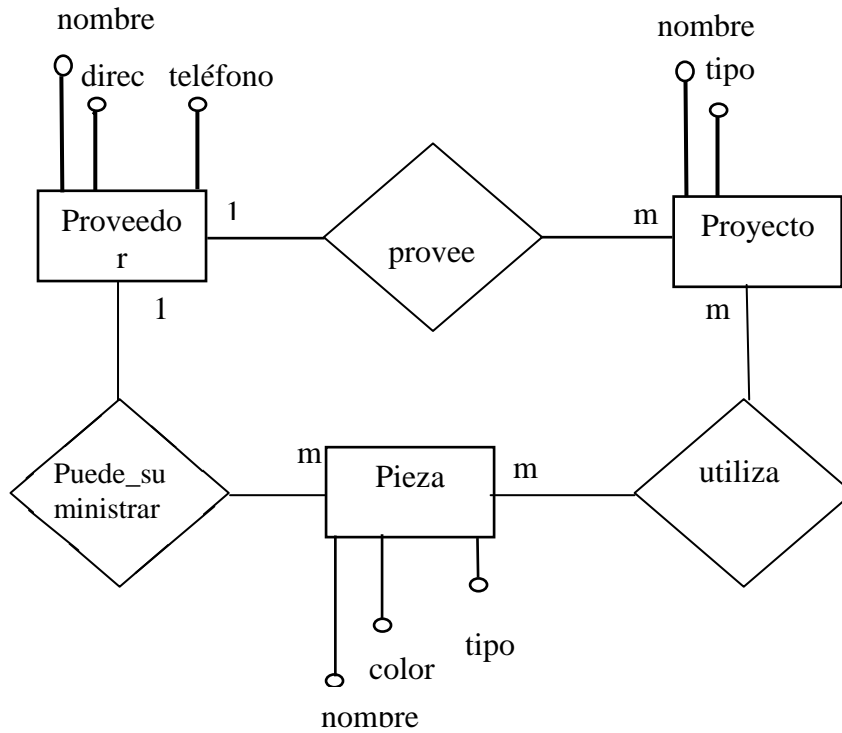 nombre
direc teléfono
nombre
tipo
Proveedo
r
1
provee
m
Proyecto
1
m
Puede_su
ministrar
m
Pieza
m
utiliza
tipo
color
nombre